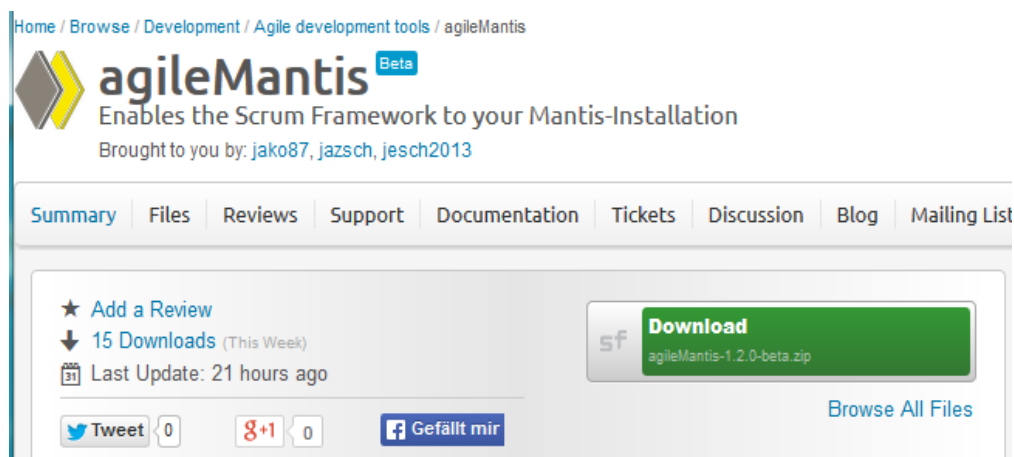 Home / Browse / Development / Agile development tools / agileMantis
agileMantis Beta
Enables the Scrum Framework to your Mantis-Installation
Brought to you by: jako87, jazsch, jesch2013
Summary Files Reviews Support Documentation Tickets Discussion Blog Mailing List
Add a Review
15 Downloads (This Week)
31 Last Update: 21 hours ago
sf Download
agileMantis-1.2.0-beta.zip
Browse All Files
Tweet 0 g+1 0 f Gefällt mir